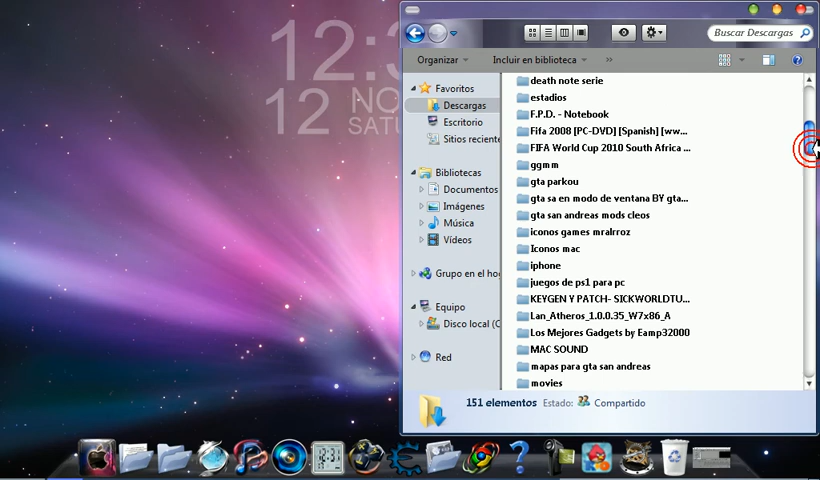 12:3
12 NO
SATU
Buscar Descargas
Organizar
Incluir en biblioteca
»
Favoritos
Descargas
Escritorio
Sitios reciente
Bibliotecas
Documentos
Imágenes
Música
Vídeos
Grupo en el hog
Equipo
Disco local (C
Red
death note serie
estadios
F.P.D. - Notebook
Fifa 2008 [PC-DVD] [Spanish] [ww...
FIFA World Cup 2010 South Africa ...
ggmm
gta parkou
gta sa en modo de ventana BY gta...
gta san andreas mods cleos
iconos games mralrroz
Iconos mac
iphone
juegos de ps1 para pc
KEYGEN Y PATCH- SICKWORLDTU...
Lan_Atheros_1.0.0.35_W7x86_A
Los Mejores Gadgets by Eamp32000
MAC SOUND
mapas para gta san andreas
movies
151 elementos Estado: Compartido
12:31